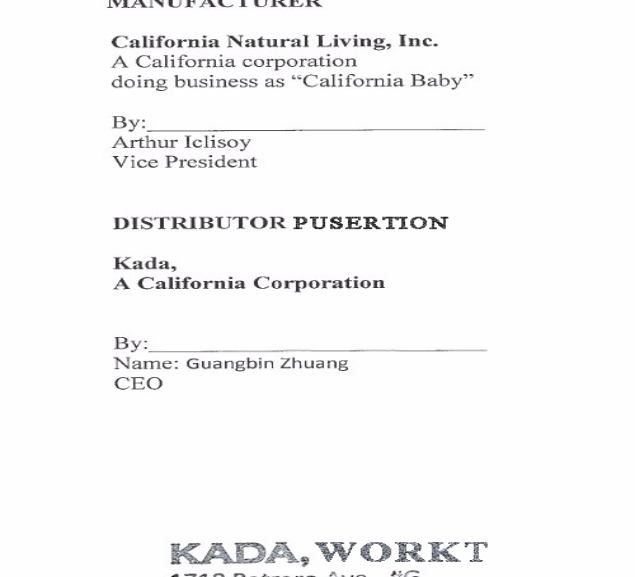 MANUFACTURER
California Natural Living, Inc.
A California corporation
doing business as “California Baby”
By:
Arthur Iclisoy
Vice President
DISTRIBUTOR PUSERTION
Kada,
A California Corporation
By:
Name: Guangbin Zhuang
CEO
KADA, WORKT